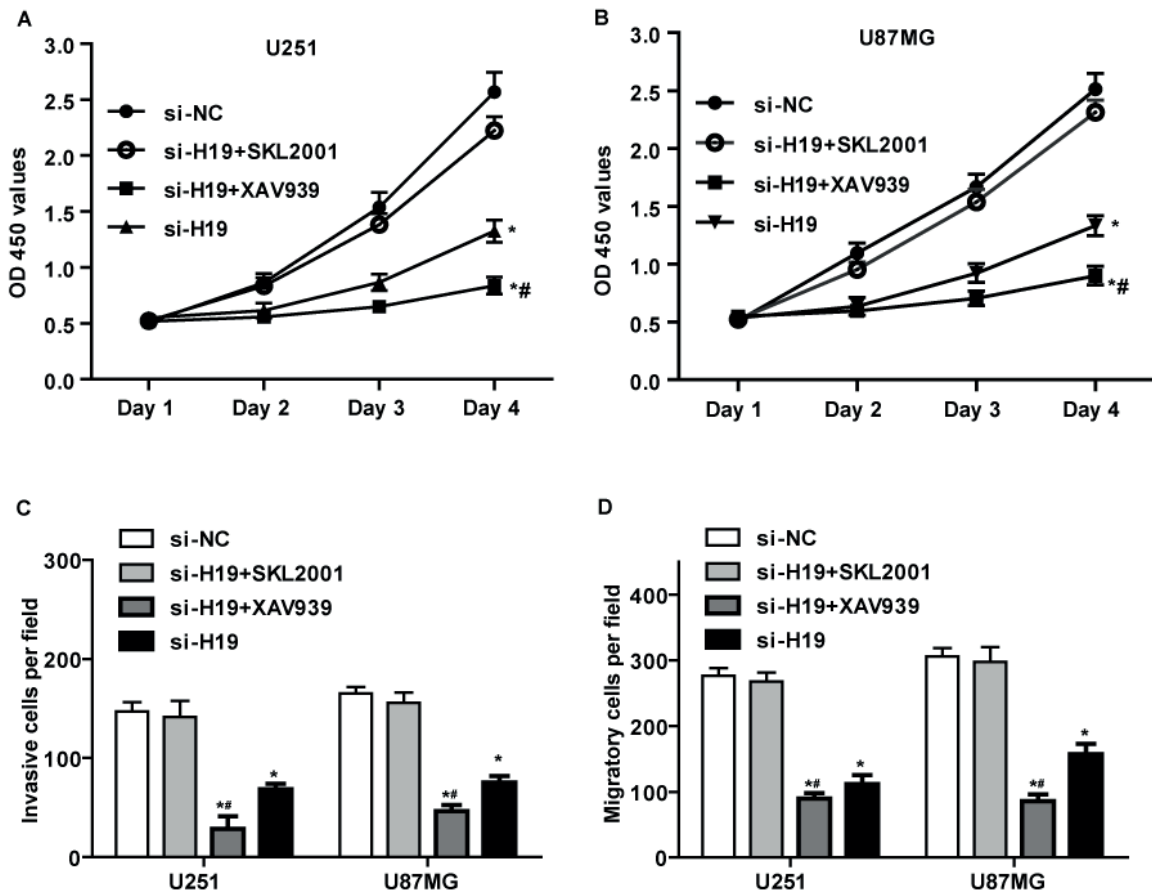 A
U251
3.0
2.5
2.0
1.5
1.0
0.5
0.0
OD 450 values
si-NC
si-H19+SKL2001
si-H19+XAV939
si-H19
*
*#
Day 1 Day 2 Day 3 Day 4
B
U87MG
3.0
2.5
2.0
1.5
1.0
0.5
0.0
OD 450 values
si-NC
si-H19+SKL2001
si-H19+XAV939
si-H19
*
*#
Day 1 Day 2 Day 3 Day 4
C
si-NC
si-H19+SKL2001
si-H19+XAV939
si-H19
300
200
100
0
Invasive cells per field
*#
*
*#
*
U251 U87MG
D
si-NC
si-H19+SKL2001
si-H19+XAV939
si-H19
400
300
200
100
0
Migratory cells per field
*#
*
*#
*
U251 U87MG